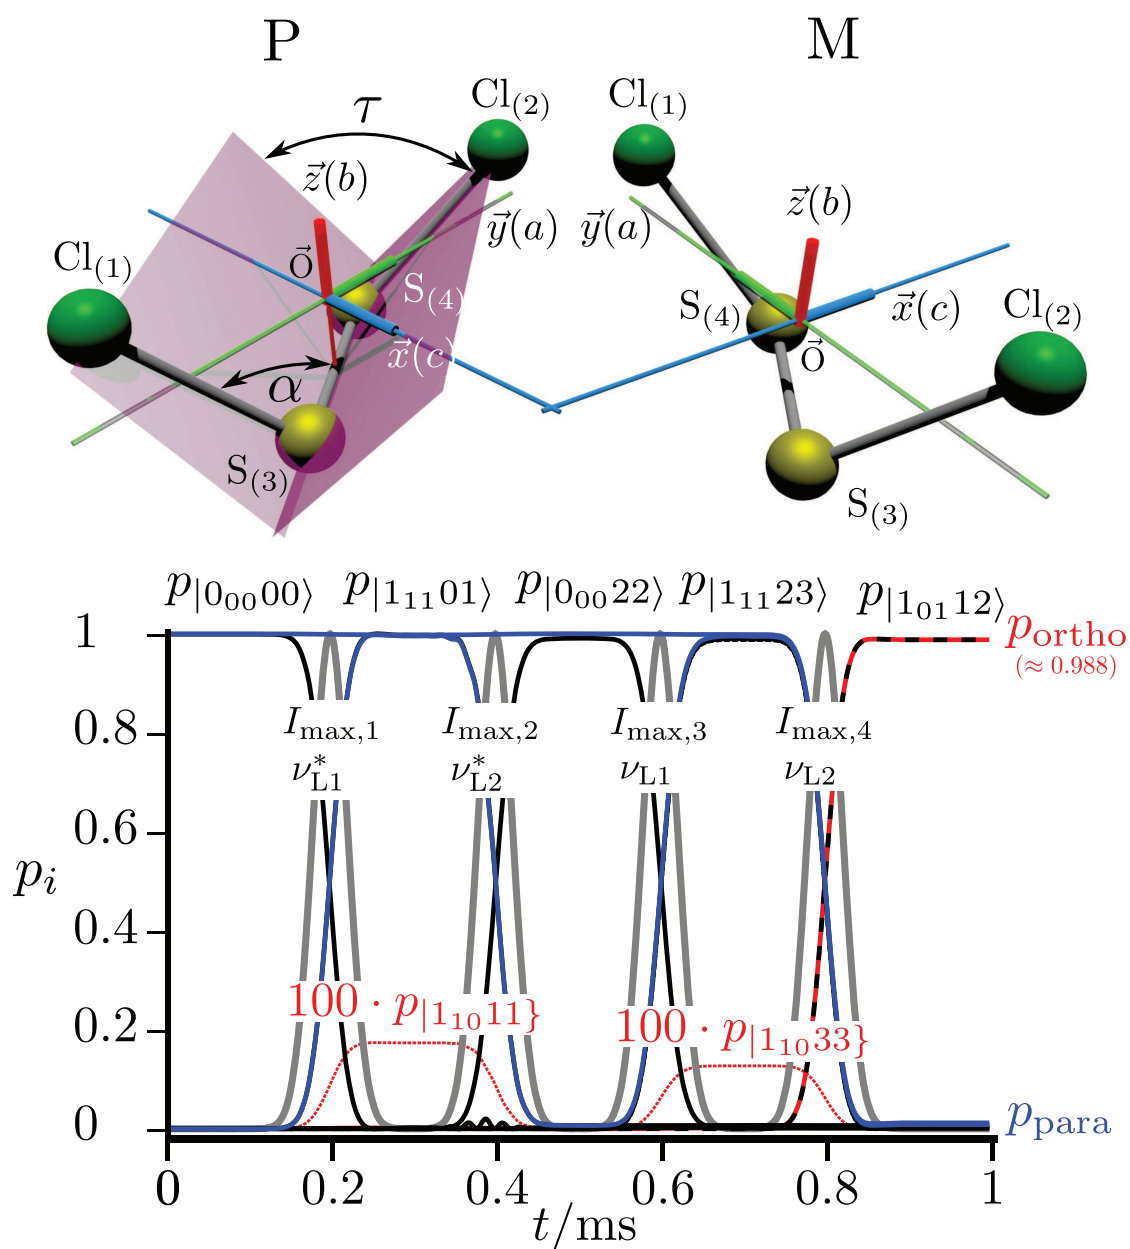 P M
Cl(1) τ Cl(2) z⃗(b) y⃗(a) O⃗ S(4) x⃗(c) α S(3)
Cl(1) z⃗(b) y⃗(a) S(4) O⃗ x⃗(c) Cl(2) S(3)
p|0₀₀00⟩ p|1₁₁01⟩ p|0₀₀22⟩ p|1₁₁23⟩ p|1₀₁12⟩
1 portho
(≈ 0.988)
0.8 Imax,1 Imax,2 Imax,3 Imax,4
ν*L1 ν*L2 νL1 νL2
0.6
pi
0.4
100 · p|1₁₀11} 100 · p|1₁₀33}
0.2
0 ppara
0 0.2 0.4 0.6 0.8 1
t/ms